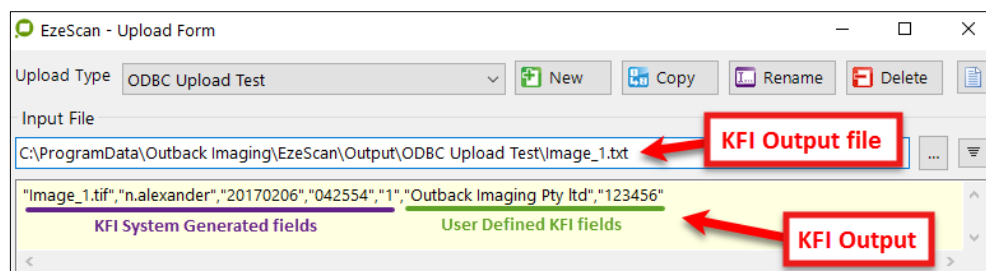 EzeScan - Upload Form
Upload Type ODBC Upload Test New Copy I... Rename Delete
Input File
C:\ProgramData\Outback Imaging\EzeScan\Output\ODBC Upload Test\Image_1.txt KFI Output file ...
"Image_1.tif","n.alexander","20170206","042554","1","Outback Imaging Pty ltd","123456"
KFI System Generated fields User Defined KFI fields
KFI Output